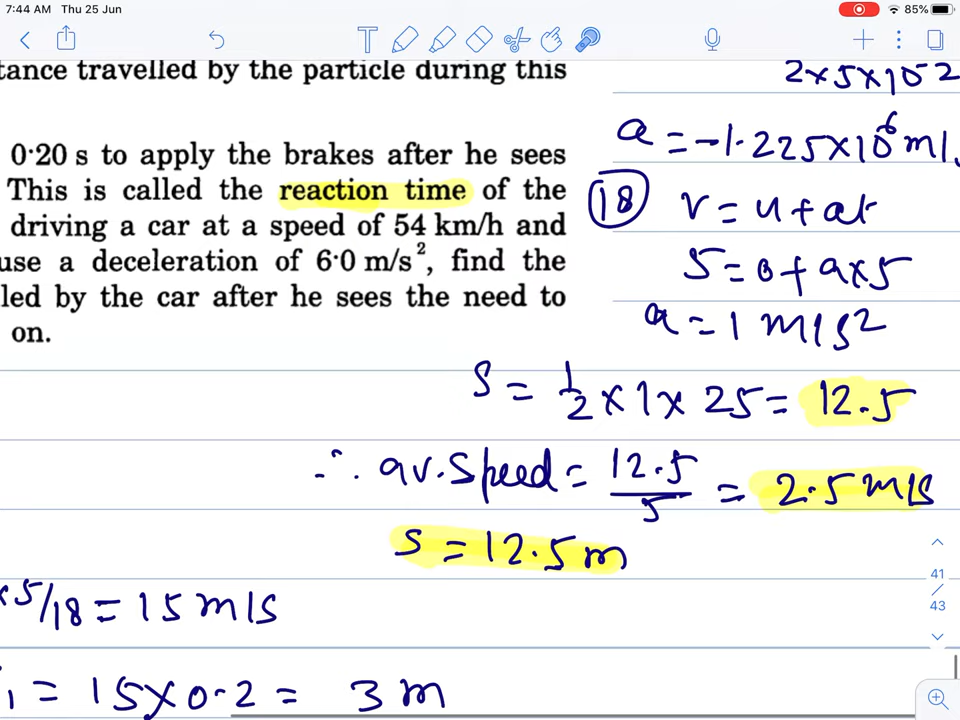 7:44 AM Thu 25 Jun
85%
tance travelled by the particle during this
2x5x10-2
0·20 s to apply the brakes after he sees
This is called the reaction time of the
driving a car at a speed of 54 km/h and
use a deceleration of 6·0 m/s², find the
led by the car after he sees the need to
on.
a = -1.225x10⁶ m/
(18) v = u + at
5 = 0 + a x 5
a = 1 m/s²
S = 1/2 x 1 x 25 = 12.5
∴ av. Speed = 12.5/5 = 2.5 m/s
S = 12.5 m
x 5/18 = 15 m/s
1 = 15 x 0.2 = 3 m
41
/
43